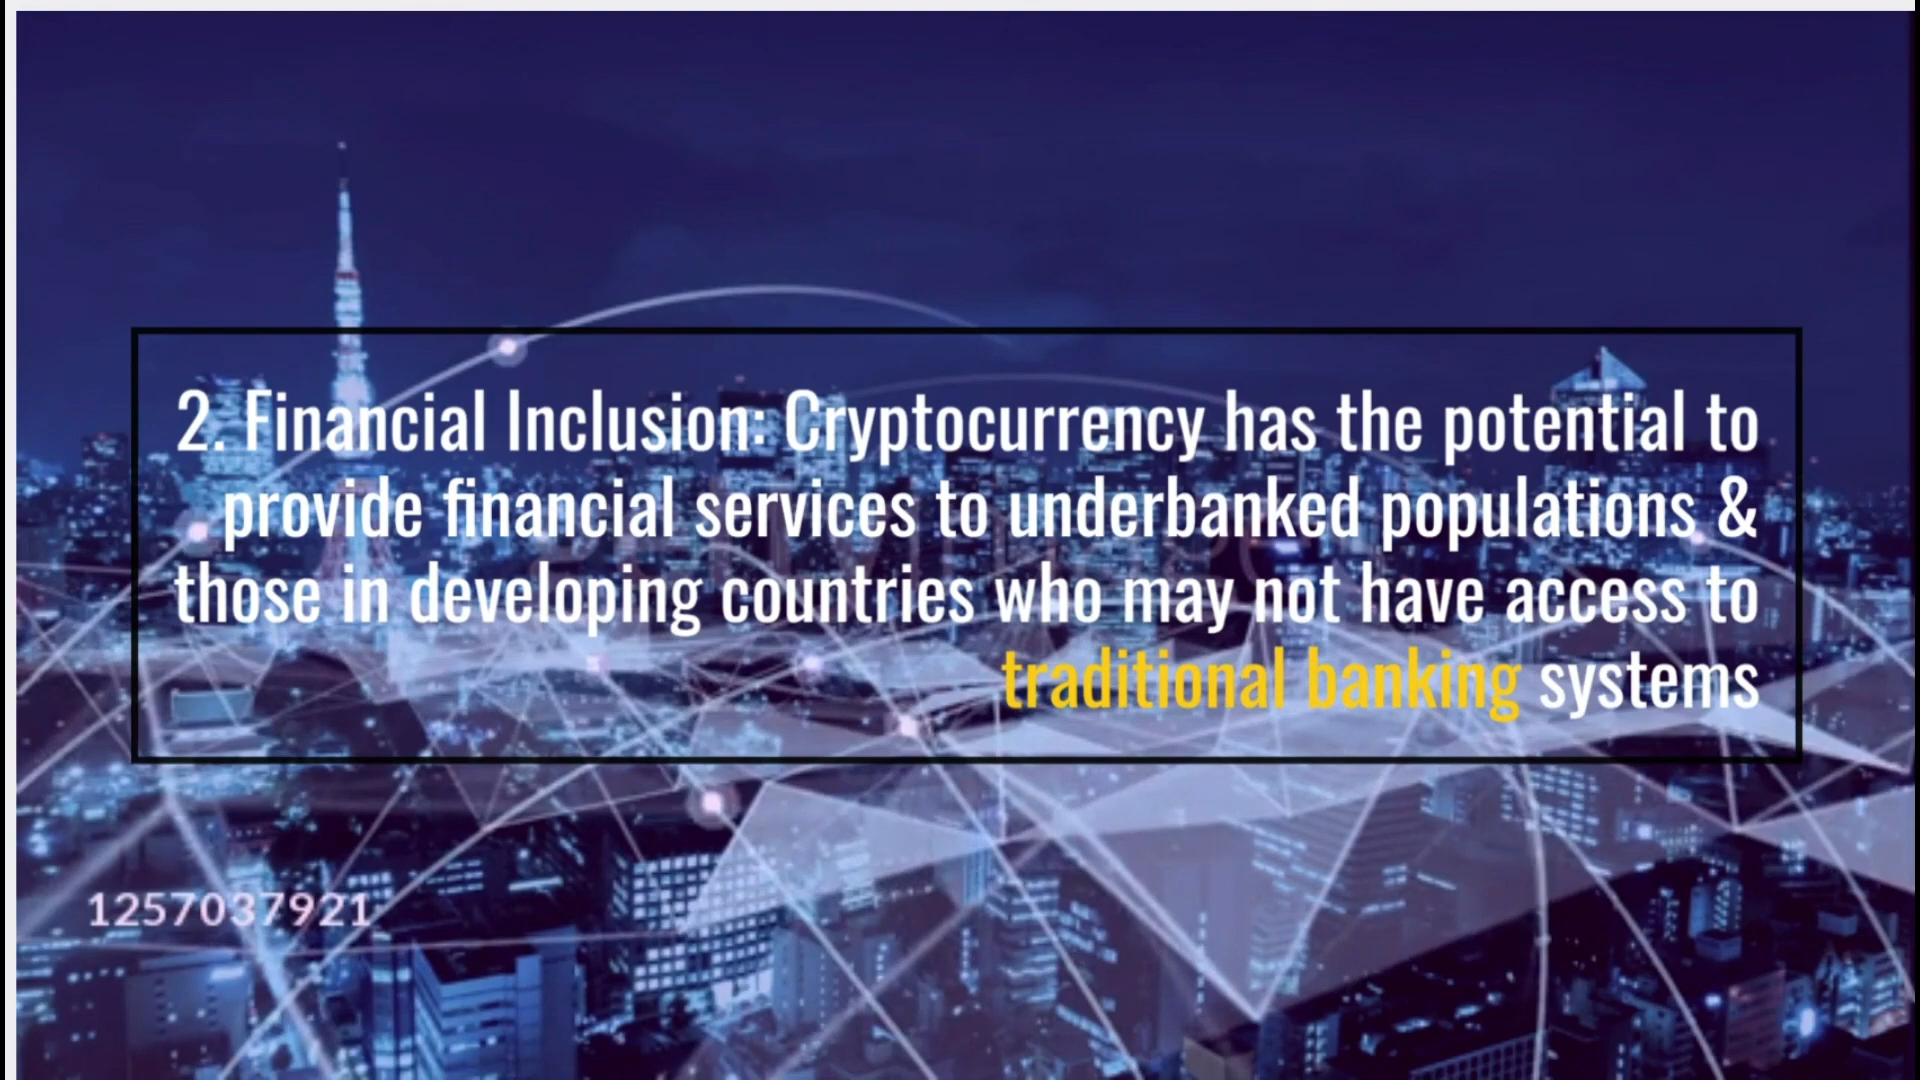 2. Financial Inclusion: Cryptocurrency has the potential to
provide financial services to underbanked populations &
those in developing countries who may not have access to
traditional banking systems
1257037921